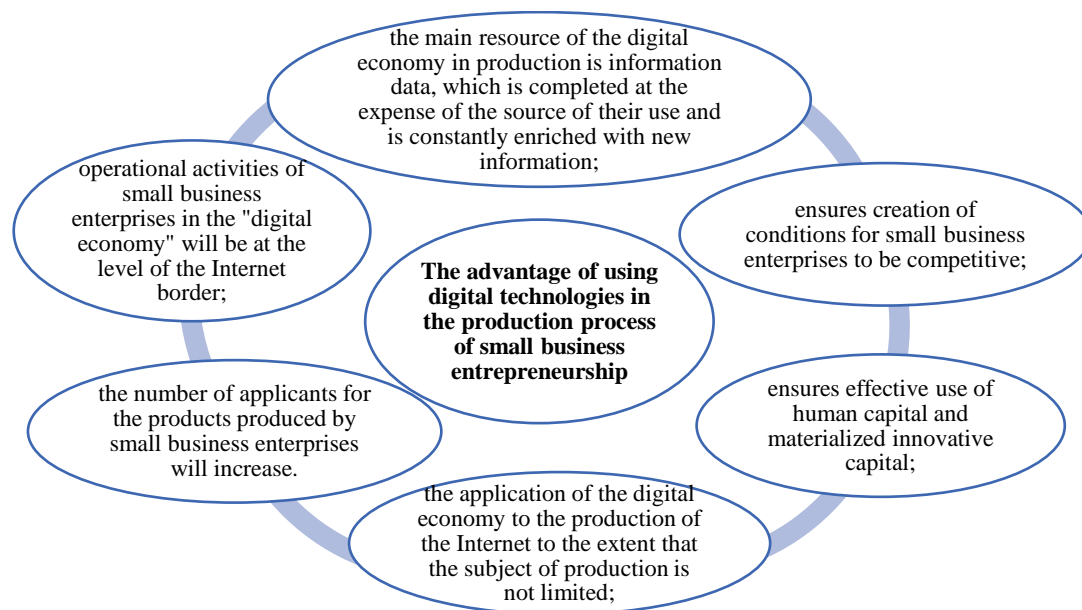 the main resource of the digital
economy in production is information
data, which is completed at the
expense of the source of their use and
is constantly enriched with new
information;
operational activities of
small business
enterprises in the "digital
economy" will be at the
level of the Internet
border;
ensures creation of
conditions for small business
enterprises to be competitive;
The advantage of using
digital technologies in
the production process
of small business
entrepreneurship
the number of applicants for
the products produced by
small business enterprises
will increase.
ensures effective use of
human capital and
materialized innovative
capital;
the application of the digital
economy to the production of
the Internet to the extent that
the subject of production is
not limited;